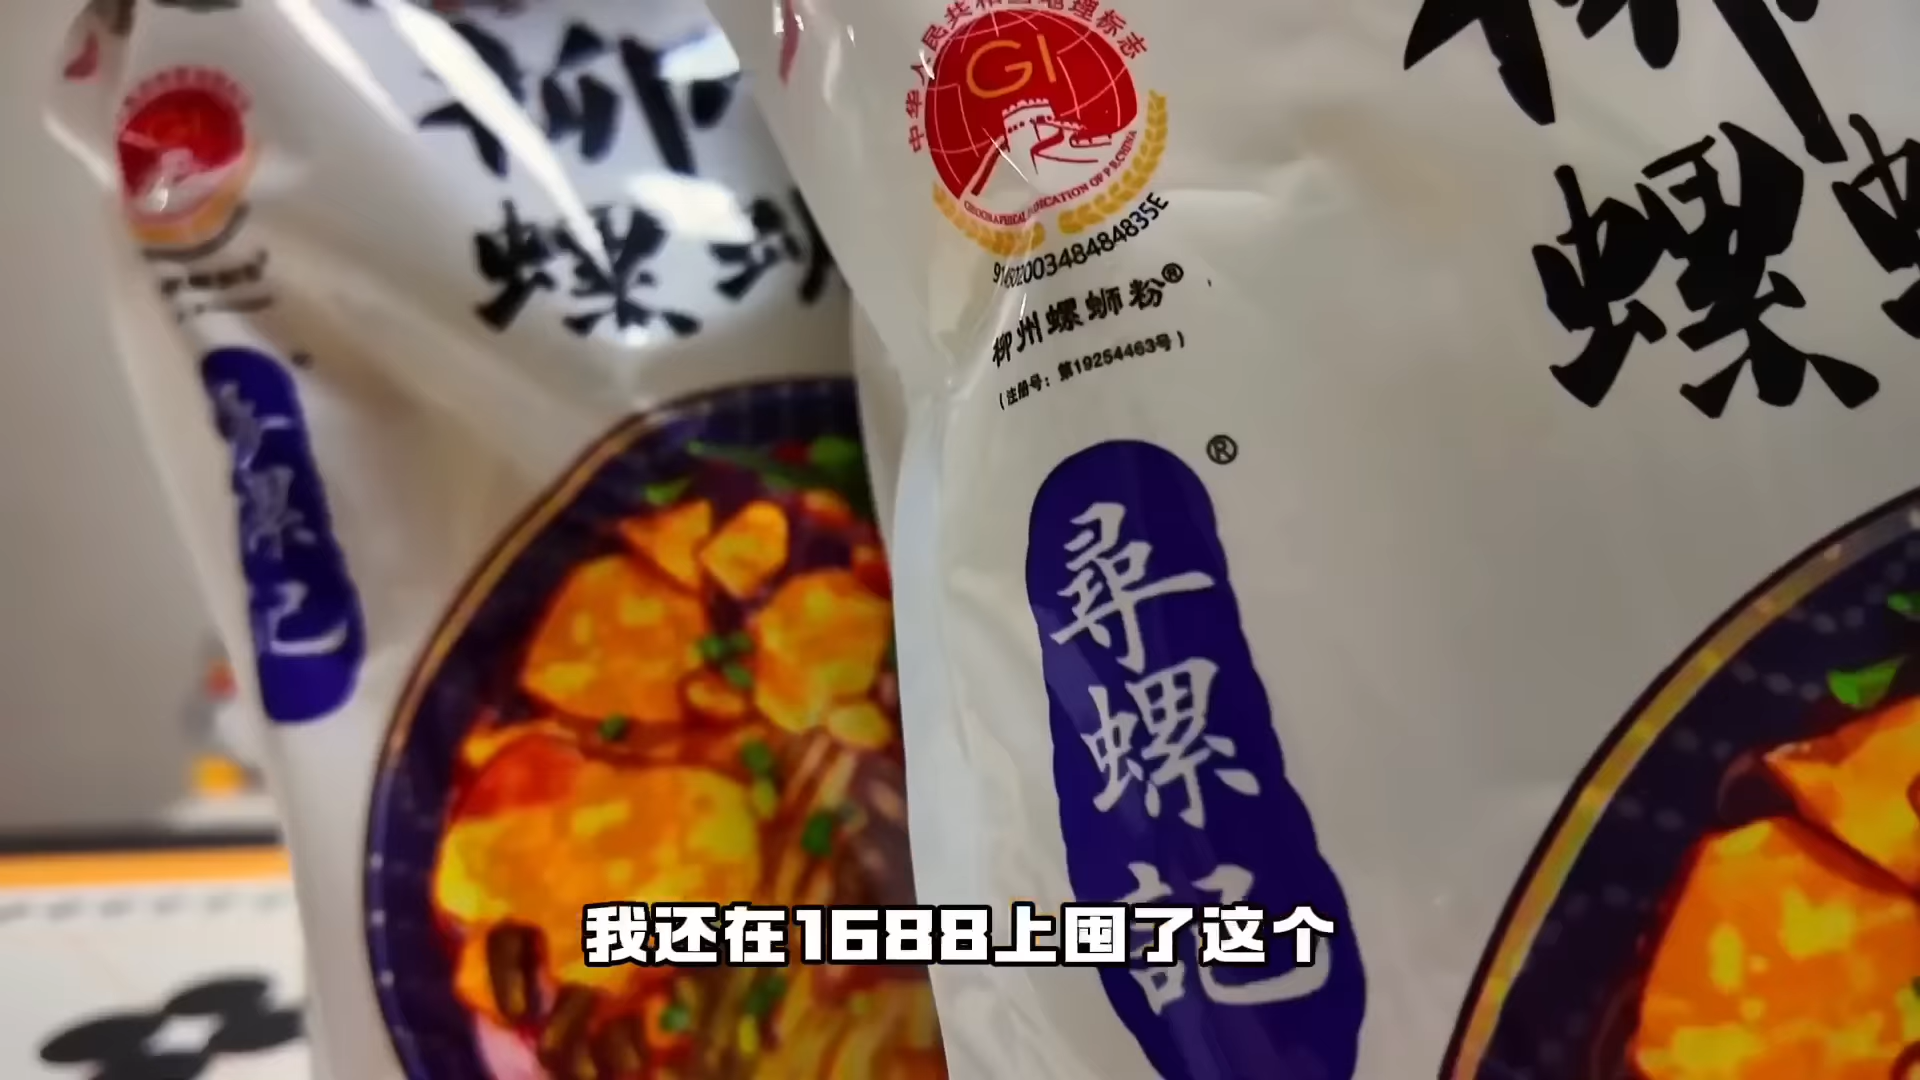 中华人民共和国地理标志
GI
GEOGRAPHICAL INDICATION OF P.R.CHINA
91450200348484835E
柳州螺蛳粉®
(注册号：第19254463号)
®
尋螺記
柳
螺
柳
螺蛳
我还在1688上囤了这个